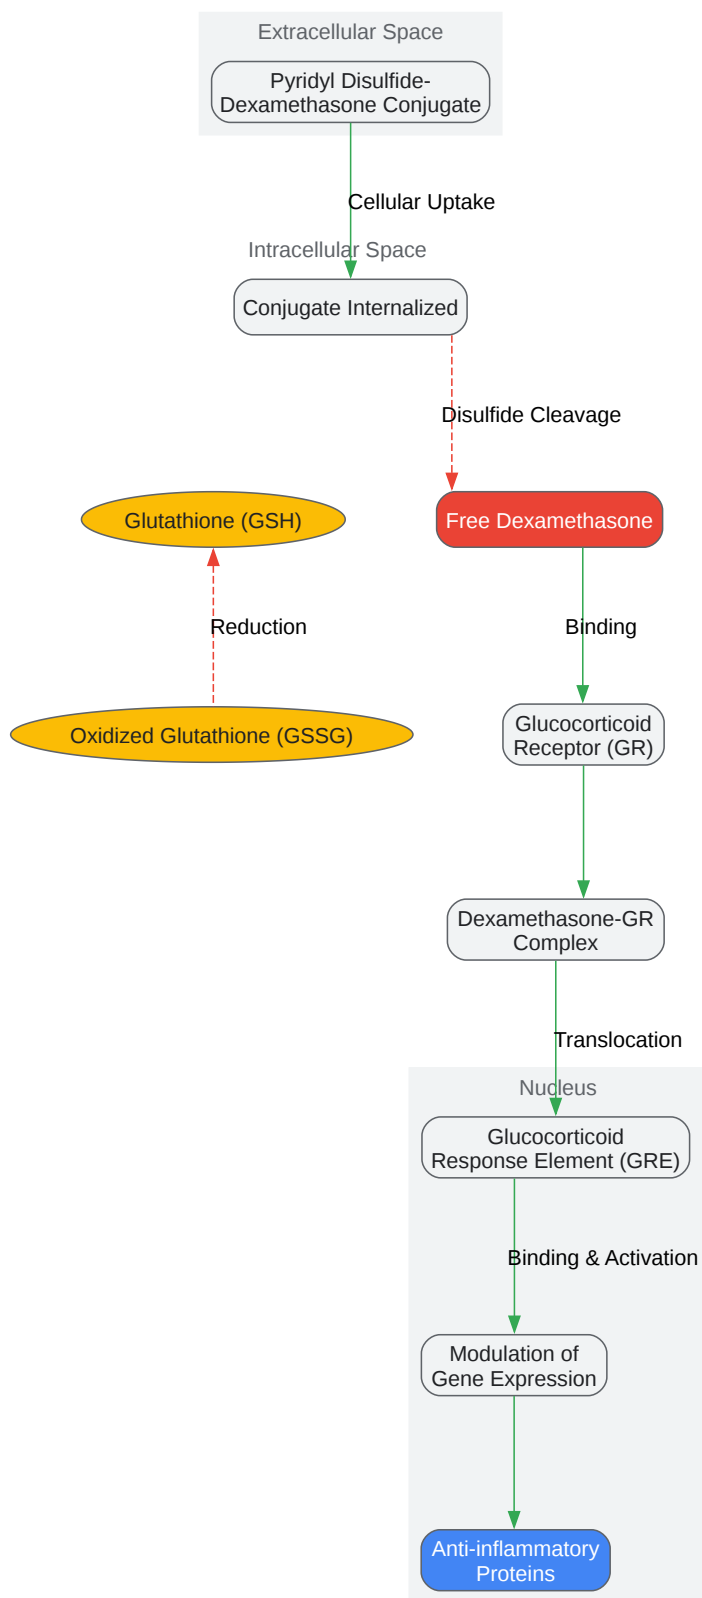 Extracellular Space
Pyridyl Disulfide-
Dexamethasone Conjugate
Cellular Uptake
Intracellular Space
Conjugate Internalized
Disulfide Cleavage
Glutathione (GSH)
Free Dexamethasone
Reduction
Binding
Oxidized Glutathione (GSSG)
Glucocorticoid
Receptor (GR)
Dexamethasone-GR
Complex
Translocation
Nucleus
Glucocorticoid
Response Element (GRE)
Binding & Activation
Modulation of
Gene Expression
Anti-inflammatory
Proteins